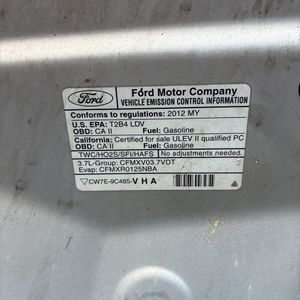 Ford
Ford Motor Company
VEHICLE EMISSION CONTROL INFORMATION
Conforms to regulations: 2012 MY
U.S. EPA: T2B4 LDV
OBD: CA II Fuel: Gasoline
California: Certified for sale ULEV II qualified PC
OBD: CA II Fuel: Gasoline
TWC/HO2S/SFI/HAFS No adjustments needed.
3.7L-Group: CFMXV03.7VDT
Evap: CFMXR0125NBA
CW7E-9C485-VHA